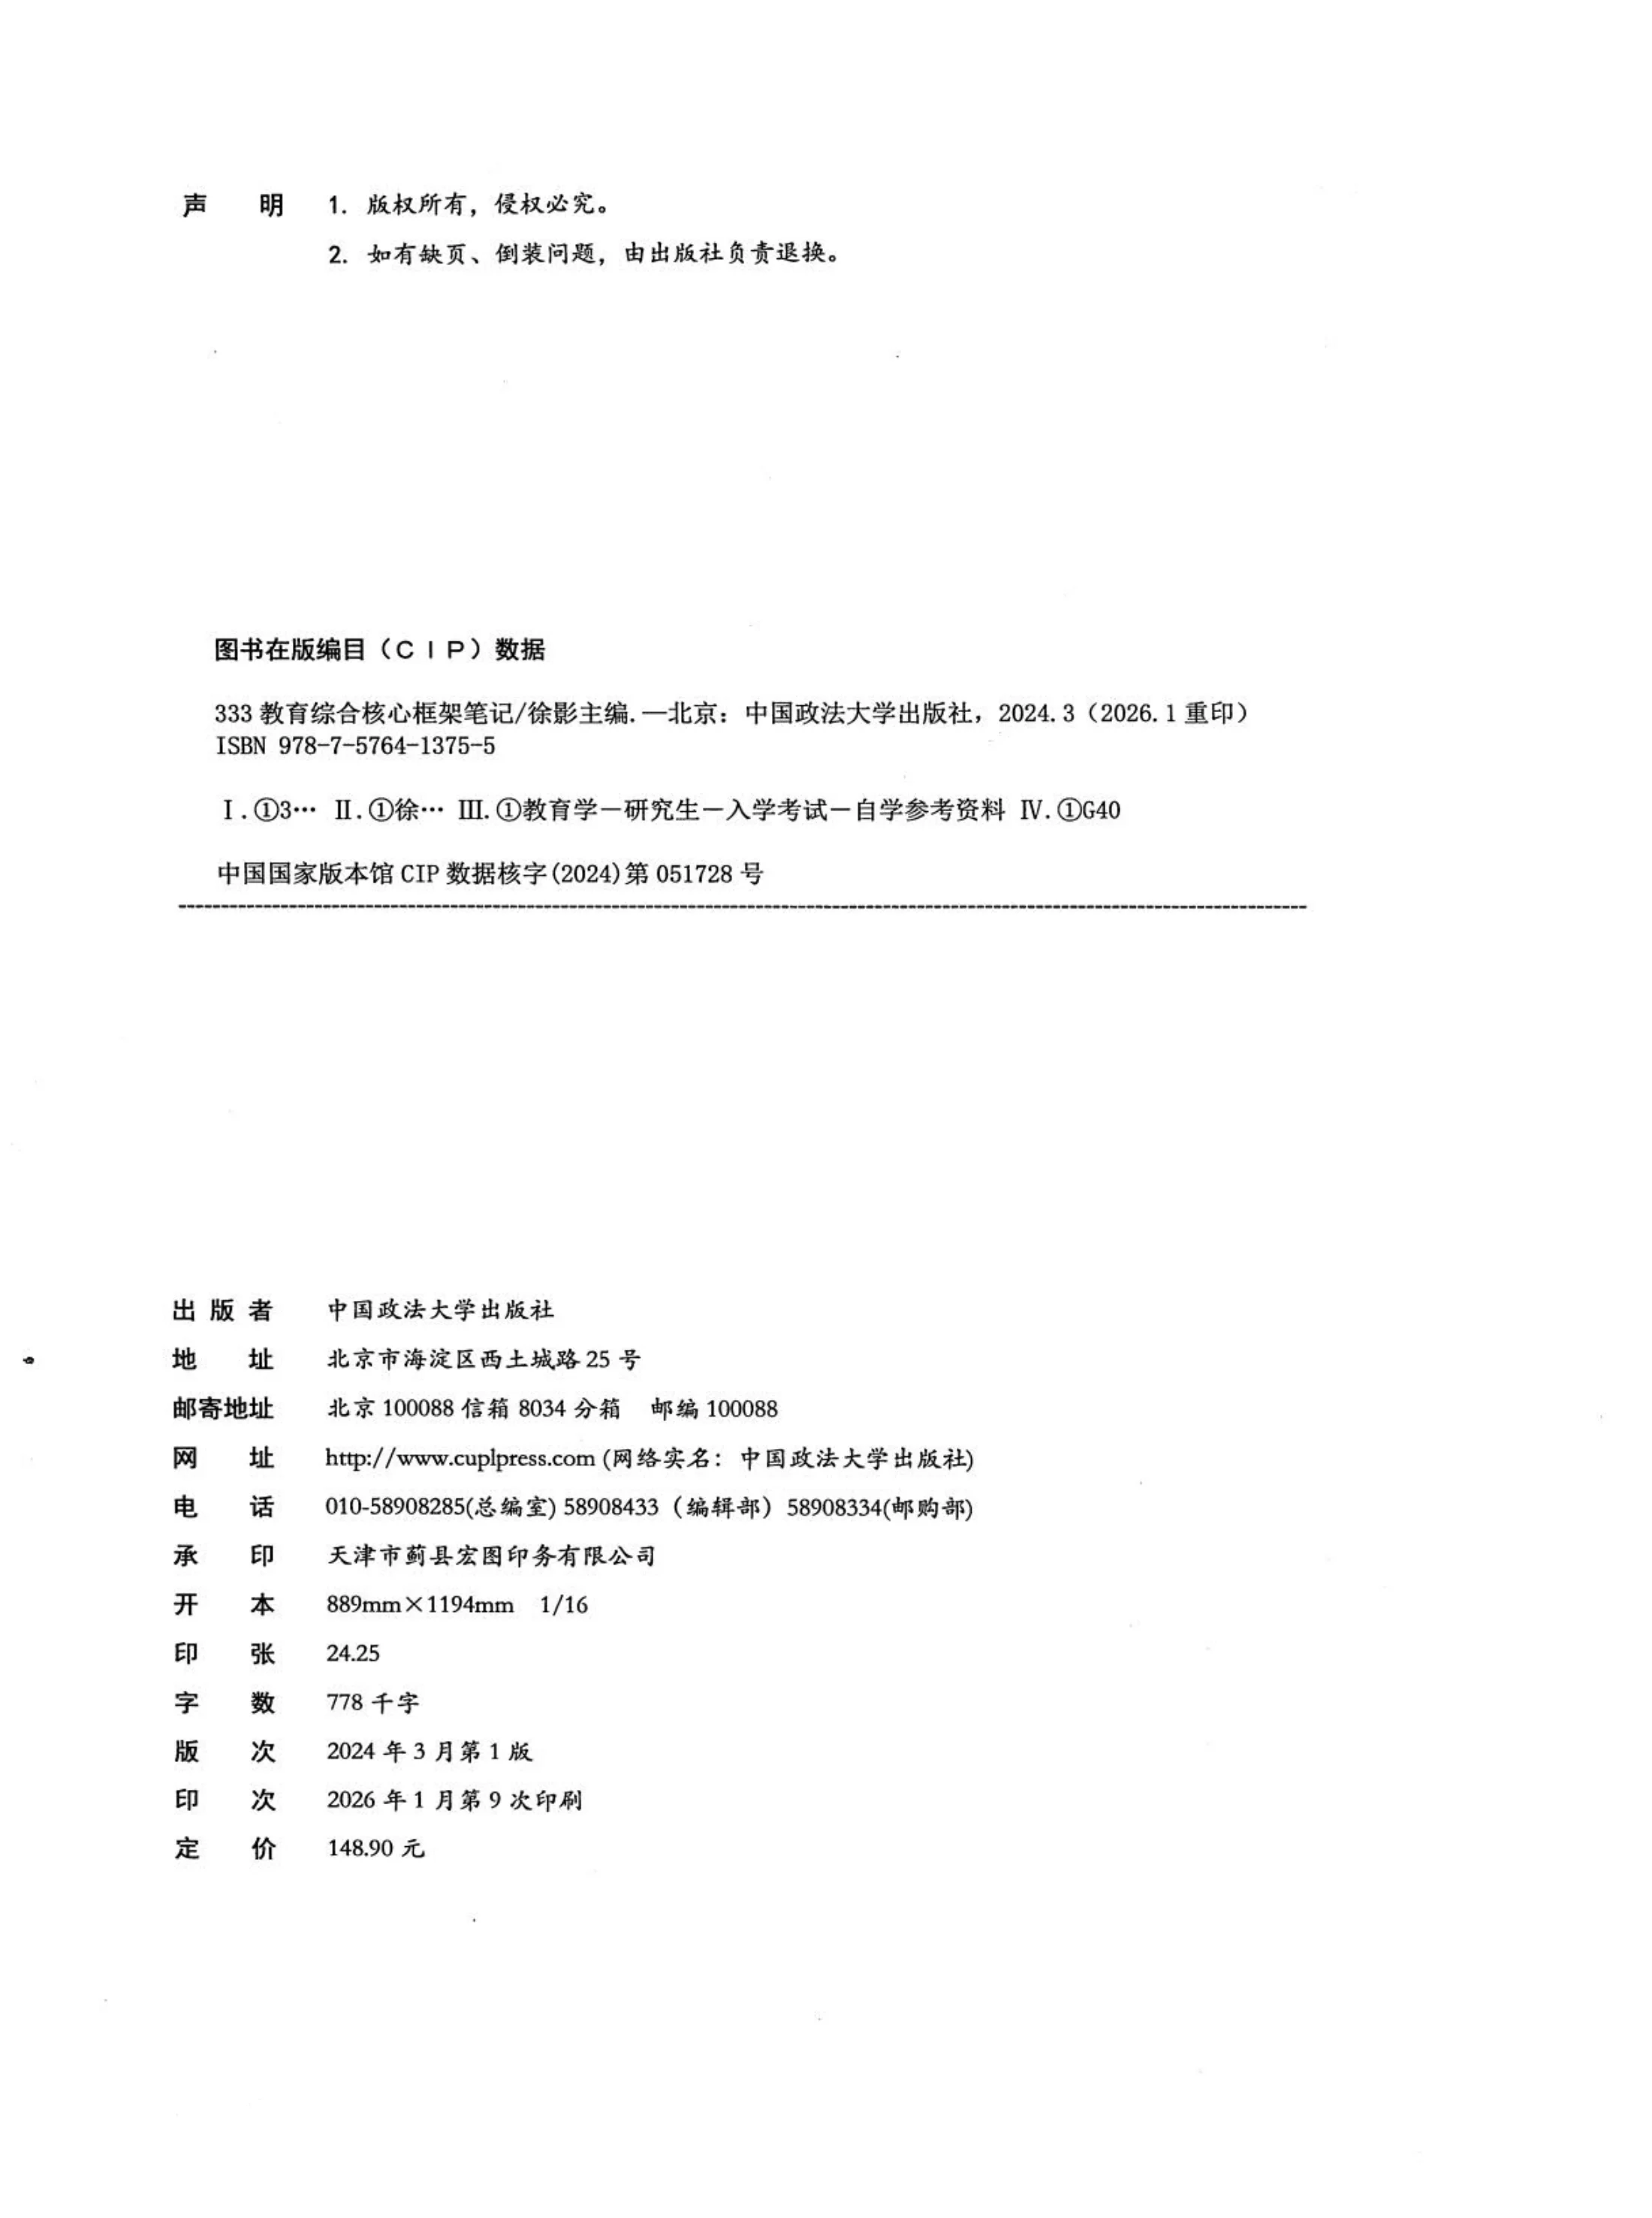 声 明 1. 版权所有，侵权必究。
2. 如有缺页、倒装问题，由出版社负责退换。
图书在版编目（CIP）数据
333 教育综合核心框架笔记/徐影主编. —北京：中国政法大学出版社，2024. 3（2026. 1 重印）
ISBN 978-7-5764-1375-5
Ⅰ. ①3… Ⅱ. ①徐… Ⅲ. ①教育学－研究生－入学考试－自学参考资料 Ⅳ. ①G40
中国国家版本馆 CIP 数据核字(2024)第 051728 号
出 版 者 中国政法大学出版社
地 址 北京市海淀区西土城路 25 号
邮寄地址 北京 100088 信箱 8034 分箱 邮编 100088
网 址 http://www.cuplpress.com (网络实名：中国政法大学出版社)
电 话 010-58908285(总编室) 58908433（编辑部）58908334(邮购部)
承 印 天津市蓟县宏图印务有限公司
开 本 889mm×1194mm 1/16
印 张 24.25
字 数 778 千字
版 次 2024 年 3 月第 1 版
印 次 2026 年 1 月第 9 次印刷
定 价 148.90 元